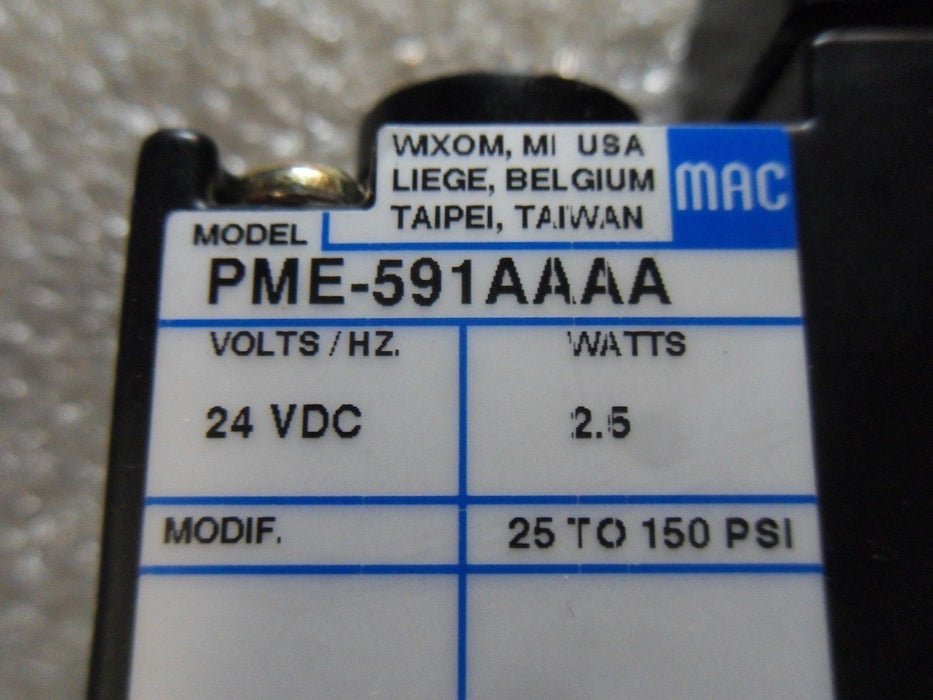 WIXOM, MI USA
LIEGE, BELGIUM
TAIPEI, TAIWAN
MAC
MODEL
PME-591AAAA
VOLTS / HZ.
WATTS
24 VDC
2.5
MODIF.
25 TO 150 PSI